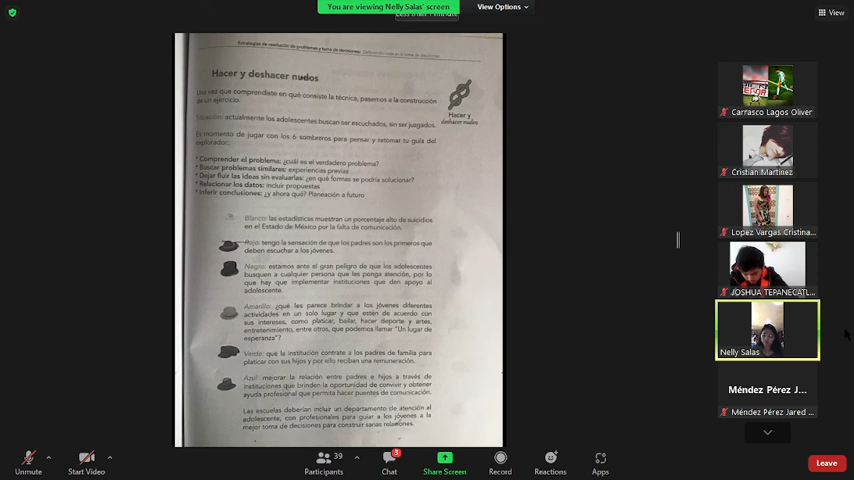 You are viewing Nelly Salas' screen
View Options
View
Estrategias de resolución de problemas y toma de decisiones:
Hacer y deshacer nudos
Una vez que comprendiste en qué consiste la técnica, pasemos a la construcción
de un ejercicio.
Hacer y
deshacer nudos
Situación: actualmente los adolescentes buscan ser escuchados, sin ser juzgados.
Es momento de jugar con los 6 sombreros para pensar y retomar tu guía del
explorador:
* Comprender el problema: ¿cuál es el verdadero problema?
* Buscar problemas similares: experiencias previas
* Dejar fluir las ideas sin evaluarlas: ¿en qué formas se podría solucionar?
* Relacionar los datos: incluir propuestas
* Inferir conclusiones: ¿y ahora qué? Planeación a futuro
Blanco: las estadísticas muestran un porcentaje alto de suicidios
en el Estado de México por la falta de comunicación.
Rojo: tengo la sensación de que los padres son los primeros que
deben escuchar a los jóvenes.
Negro: estamos ante el gran peligro de que los adolescentes
busquen a cualquier persona que les ponga atención, por lo
que hay que implementar instituciones que den apoyo al
adolescente.
Amarillo: ¿qué les parece brindar a los jóvenes diferentes
actividades en un solo lugar y que están de acuerdo con
sus intereses, como platicar, bailar, hacer deporte y artes,
entretenimiento, entre otros, que podemos llamar "Un lugar de
esperanza"?
Verde: que la institución contrate a los padres de familia para
platicar con sus hijos y por ello reciban una remuneración.
Azul: mejorar la relación entre padres e hijos a través de
instituciones que brinden la oportunidad de convivir y obtener
ayuda profesional que permita hacer puentes de comunicación.
Las escuelas deberían incluir un departamento de atención al
adolescente, con profesionales para guiar a los jóvenes a la
mejor toma de decisiones para construir sanas relaciones.
Carrasco Lagos Oliver
Cristian Martinez
Lopez Vargas Cristina...
JOSHUA TEPANECATL...
Nelly Salas
Méndez Pérez J...
Méndez Pérez Jared ...
Unmute
Start Video
39
Participants
3
Chat
Share Screen
Record
Reactions
Apps
Leave